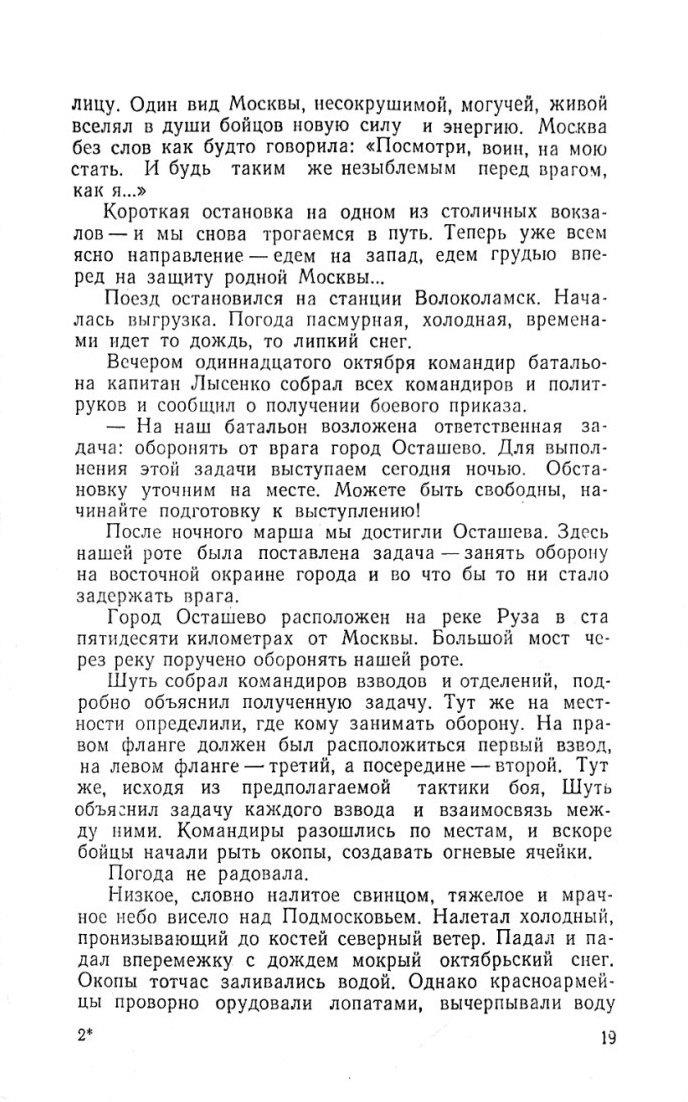 лицу. Один вид Москвы, несокрушимой, могучей, живой
вселял в души бойцов новую силу и энергию. Москва
без слов как будто говорила: «Посмотри, воин, на мою
стать. И будь таким же незыблемым перед врагом,
как я...»
Короткая остановка на одном из столичных вокза-
лов — и мы снова трогаемся в путь. Теперь уже всем
ясно направление — едем на запад, едем грудью впе-
ред на защиту родной Москвы...
Поезд остановился на станции Волоколамск. Нача-
лась выгрузка. Погода пасмурная, холодная, времена-
ми идет то дождь, то липкий снег.
Вечером одиннадцатого октября командир батальо-
на капитан Лысенко собрал всех командиров и полит-
руков и сообщил о получении боевого приказа.
— На наш батальон возложена ответственная за-
дача: оборонять от врага город Осташево. Для выпол-
нения этой задачи выступаем сегодня ночью. Обста-
новку уточним на месте. Можете быть свободны, на-
чинайте подготовку к выступлению!
После ночного марша мы достигли Осташева. Здесь
нашей роте была поставлена задача — занять оборону
на восточной окраине города и во что бы то ни стало
задержать врага.
Город Осташево расположен на реке Руза в ста
пятидесяти километрах от Москвы. Большой мост че-
рез реку поручено оборонять нашей роте.
Шуть собрал командиров взводов и отделений, под-
робно объяснил полученную задачу. Тут же на мест-
ности определили, где кому занимать оборону. На пра-
вом фланге должен был расположиться первый взвод,
на левом фланге — третий, а посередине — второй. Тут
же, исходя из предполагаемой тактики боя, Шуть
объяснил задачу каждого взвода и взаимосвязь меж-
ду ними. Командиры разошлись по местам, и вскоре
бойцы начали рыть окопы, создавать огневые ячейки.
Погода не радовала.
Низкое, словно налитое свинцом, тяжелое и мрач-
ное небо висело над Подмосковьем. Налетал холодный,
пронизывающий до костей северный ветер. Падал и па-
дал вперемежку с дождем мокрый октябрьский снег.
Окопы тотчас заливались водой. Однако красноармей-
цы проворно орудовали лопатами, вычерпывали воду
2*
19